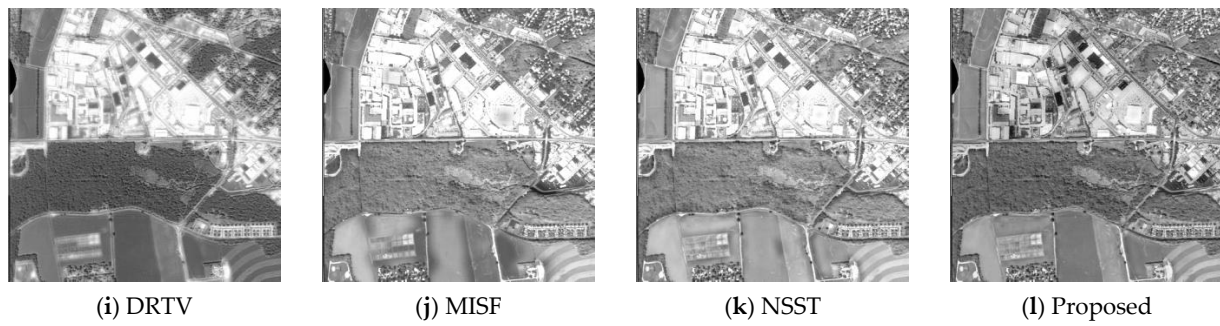 (i) DRTV
(j) MISF
(k) NSST
(l) Proposed